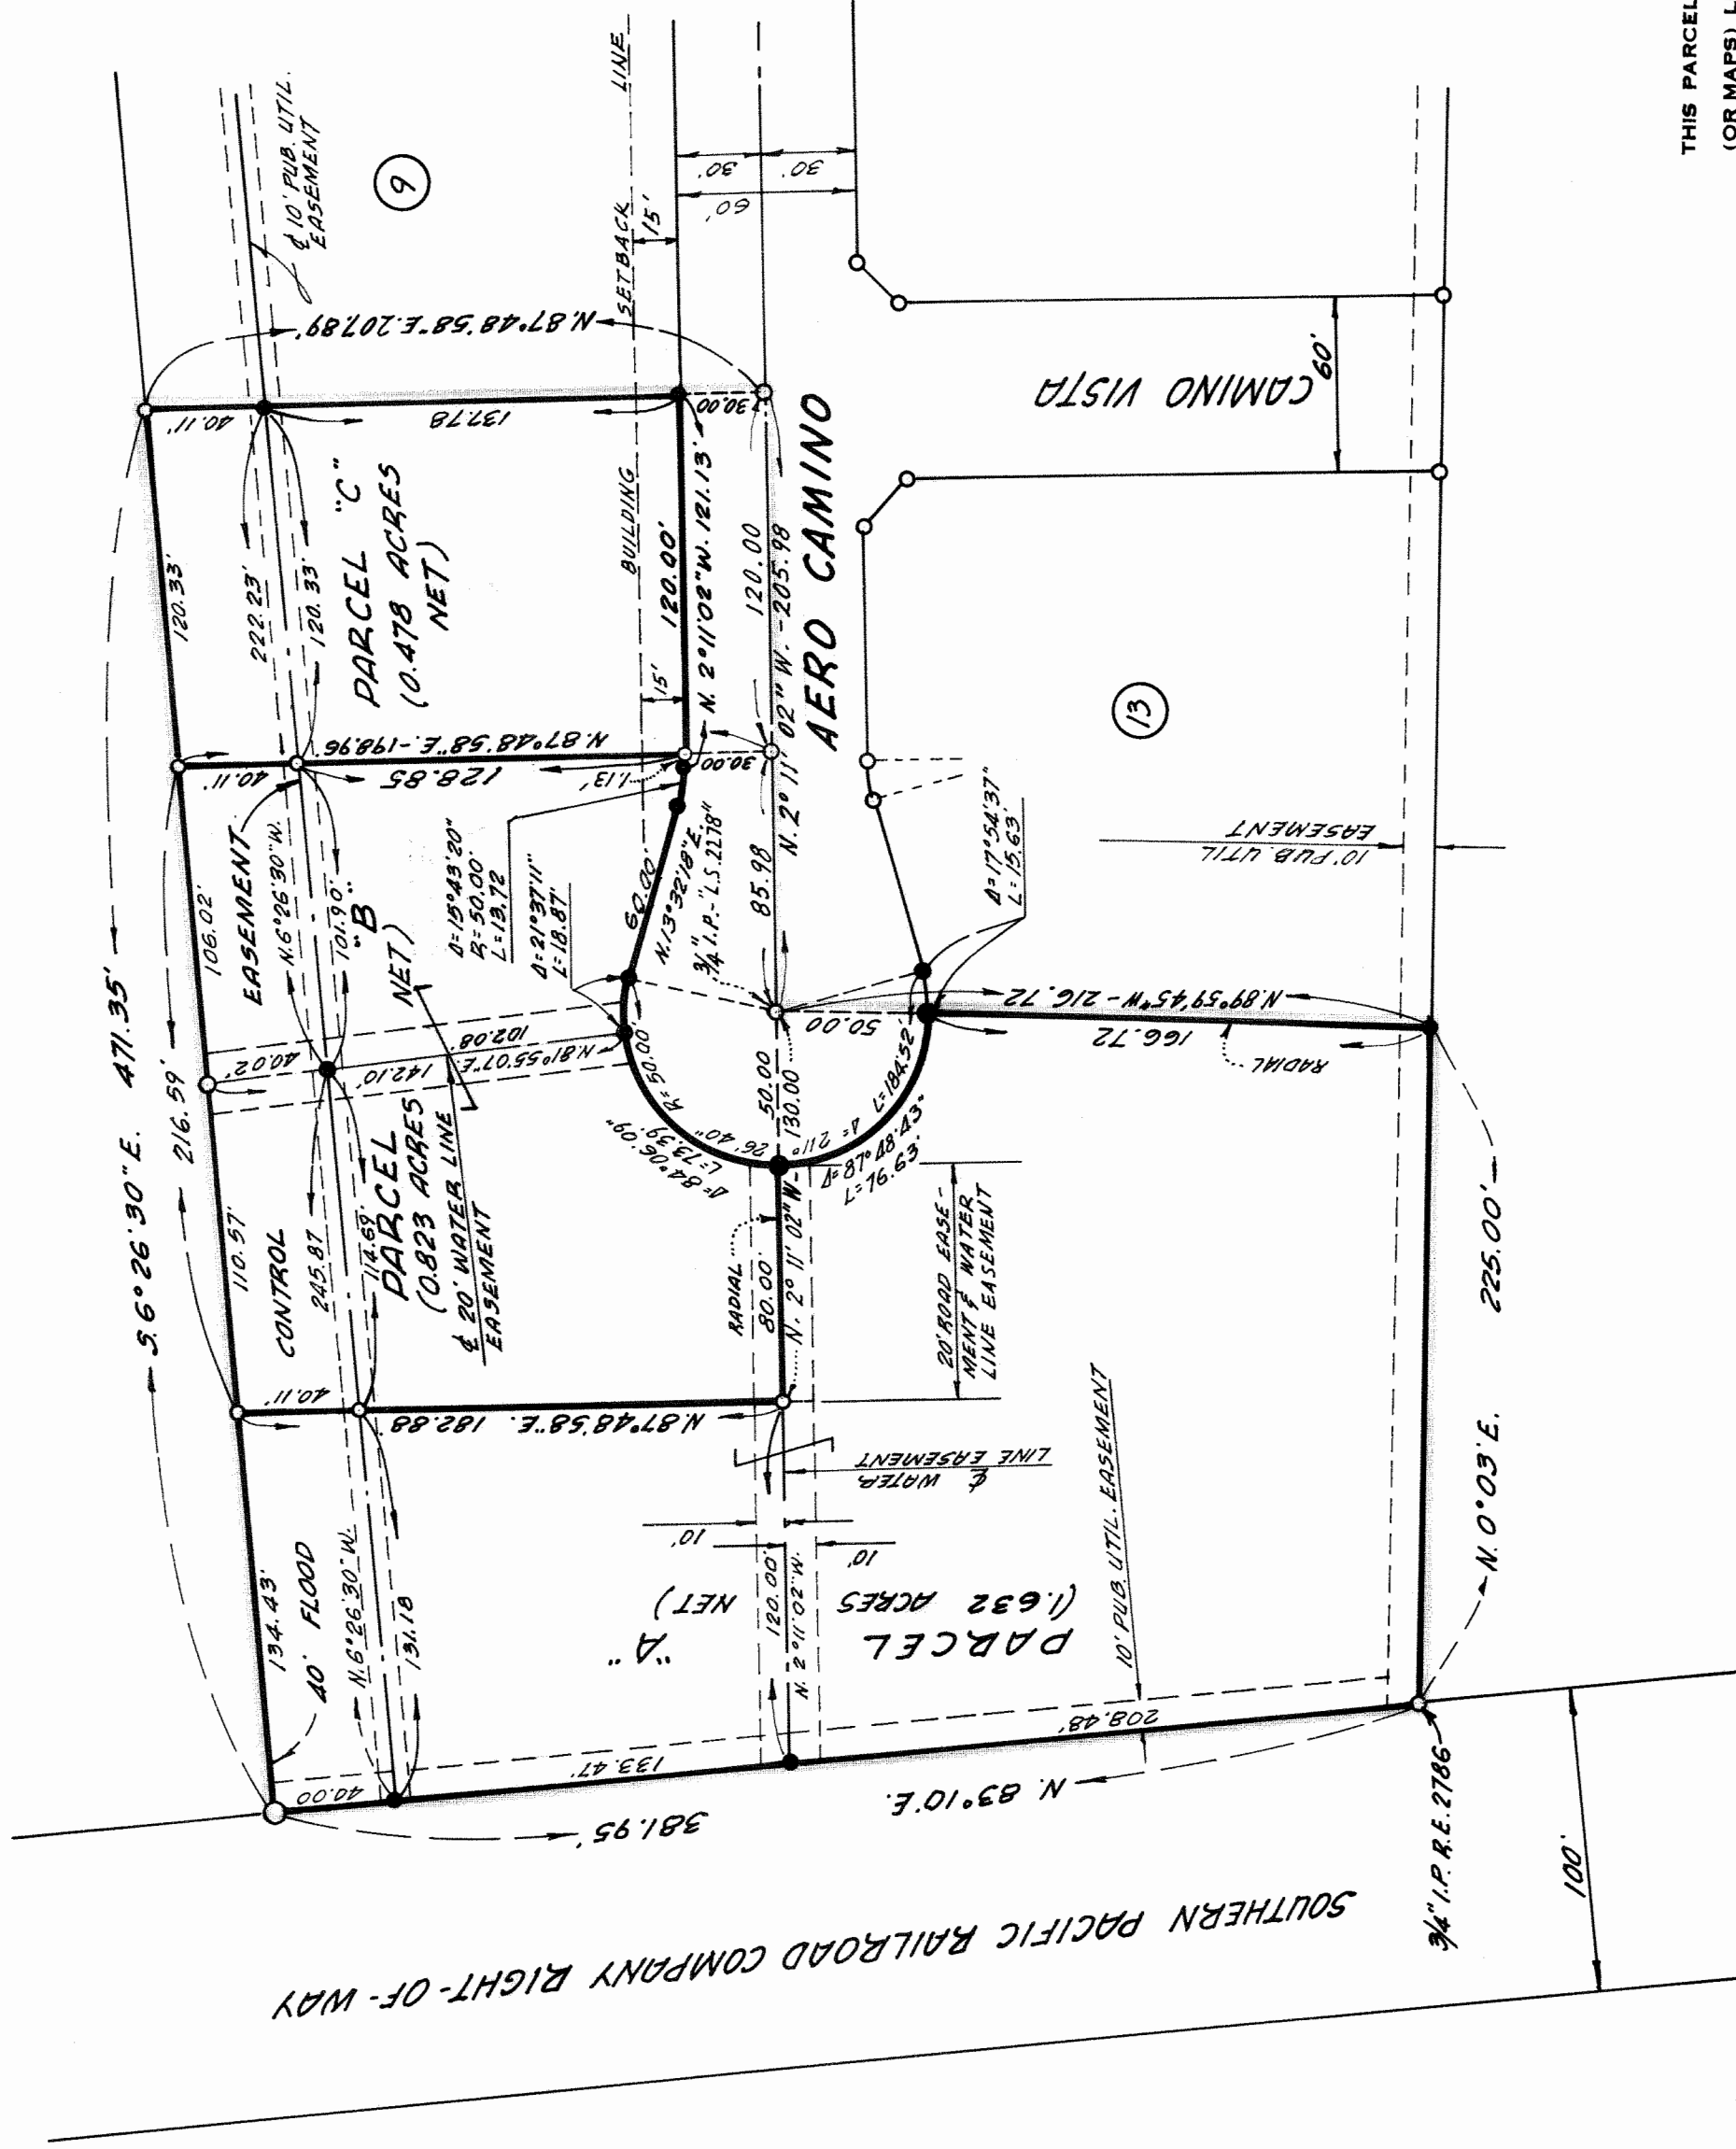 THIS PARCEL
(OR MAPS) L
℄ 10' PUB. UTIL.
EASEMENT
9
N.87°48'58"E.207.89'
BUILDING SETBACK LINE
15'
30'
30'
60'
40.11'
137.78
30.00
120.33'
222.23'
120.33'
PARCEL "C"
(0.478 ACRES
NET)
120.00'
N. 2°11'02"W. 121.13'
15'
120.00
N. 2°11'02"W.-205.98
AERO CAMINO
CAMINO VISTA
60'
13
N.87°48'58"E.-198.96'
40.11'
128.85
1.13'
30.00
S.6°26'30"E. 471.35'
216.59'
106.02'
EASEMENT
N.6°26'30"W.
101.90'
"B"
NET)
Δ=15°43'20"
R=50.00'
L=13.72
Δ=21°37'11"
L=18.87'
60.00'
N.13°32'18"E.
3/4" I.P.-"L.S.2278"
85.98
Δ=17°54'37"
L=15.63'
10' PUB. UTIL
EASEMENT
40.02'
102.08'
N.81°55'07"E. 142.10'
R=50.00'
50.00
50.00
130.00
N.89°59'45"W-216.72
166.72
RADIAL
Δ=84°06'09"
L=73.39'
Δ=211°26'40"
L=184.52'
Δ=87°48'43"
L=76.63'
110.57'
CONTROL
245.87
114.69'
PARCEL
(0.823 ACRES
℄ 20' WATER LINE
EASEMENT
RADIAL
80.00'
N. 2°11'02"W-
20' ROAD EASE-
MENT & WATER
LINE EASEMENT
225.00'
N. 0°03'E.
40.11'
N.87°48'58"E. 182.88'
℄ WATER
LINE EASEMENT
10'
10'
134.43'
40' FLOOD
N.6°26'30"W.
131.18
120.00'
N. 2°11'02"W.
PARCEL "A"
(1.632 ACRES NET)
10' PUB. UTIL. EASEMENT
40.00
133.47'
208.48'
381.95'
N. 83°10'E.
3/4" I.P. R.E. 2786
100'
SOUTHERN PACIFIC RAILROAD COMPANY RIGHT-OF-WAY